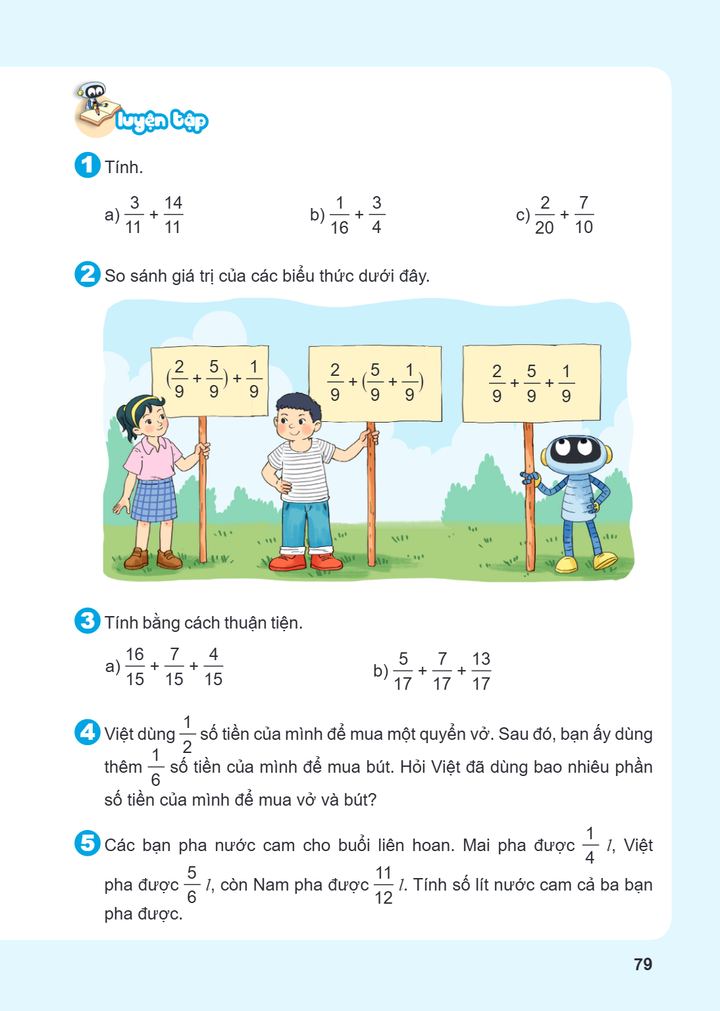 luyện tập
1 Tính.
a) 3/11 + 14/11 b) 1/16 + 3/4 c) 2/20 + 7/10
2 So sánh giá trị của các biểu thức dưới đây.
(2/9 + 5/9) + 1/9 2/9 + (5/9 + 1/9) 2/9 + 5/9 + 1/9
3 Tính bằng cách thuận tiện.
a) 16/15 + 7/15 + 4/15 b) 5/17 + 7/17 + 13/17
4 Việt dùng 1/2 số tiền của mình để mua một quyển vở. Sau đó, bạn ấy dùng
thêm 1/6 số tiền của mình để mua bút. Hỏi Việt đã dùng bao nhiêu phần
số tiền của mình để mua vở và bút?
5 Các bạn pha nước cam cho buổi liên hoan. Mai pha được 1/4 l, Việt
pha được 5/6 l, còn Nam pha được 11/12 l. Tính số lít nước cam cả ba bạn
pha được.
79